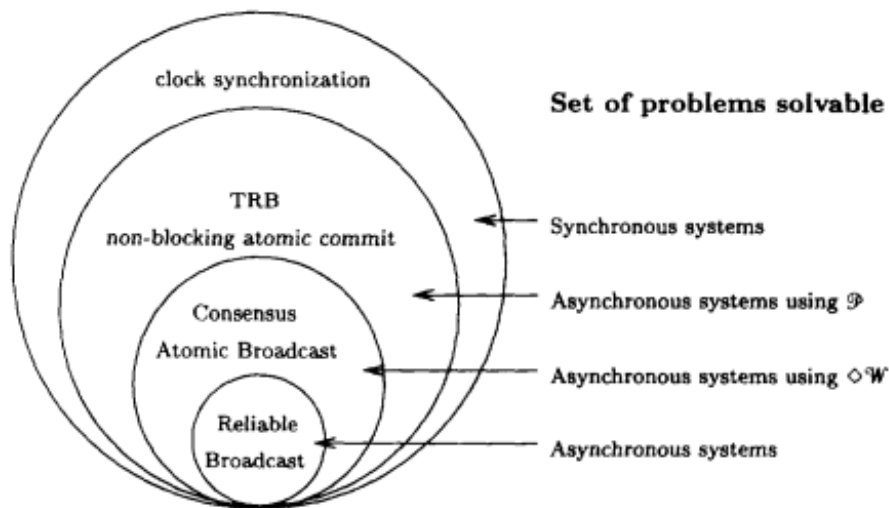 clock synchronization
Set of problems solvable
TRB
non-blocking atomic commit
Synchronous systems
Consensus
Atomic Broadcast
Asynchronous systems using 𝒫
Asynchronous systems using ◇𝒲
Reliable
Broadcast
Asynchronous systems